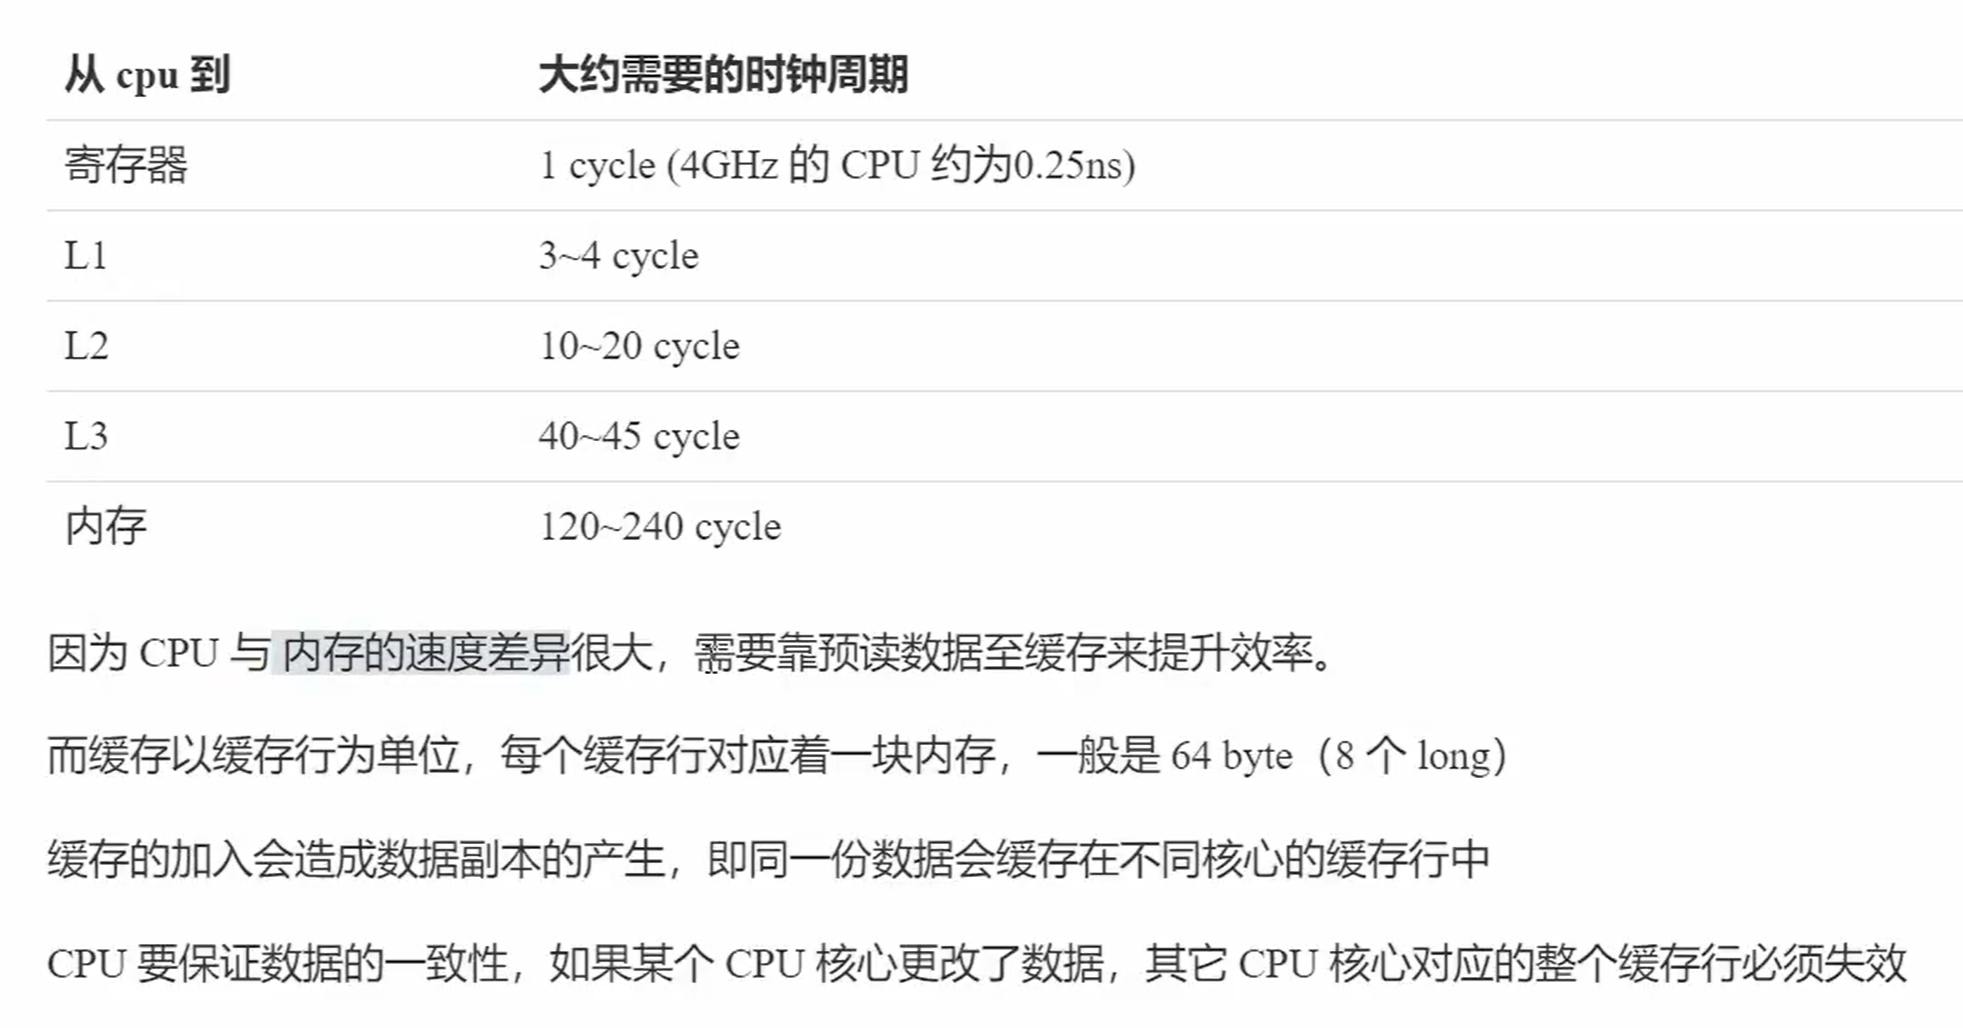 从 cpu 到 大约需要的时钟周期
寄存器 1 cycle (4GHz 的 CPU 约为0.25ns)
L1 3~4 cycle
L2 10~20 cycle
L3 40~45 cycle
内存 120~240 cycle
因为 CPU 与 内存的速度差异很大，需要靠预读数据至缓存来提升效率。
而缓存以缓存行为单位，每个缓存行对应着一块内存，一般是 64 byte（8 个 long）
缓存的加入会造成数据副本的产生，即同一份数据会缓存在不同核心的缓存行中
CPU 要保证数据的一致性，如果某个 CPU 核心更改了数据，其它 CPU 核心对应的整个缓存行必须失效